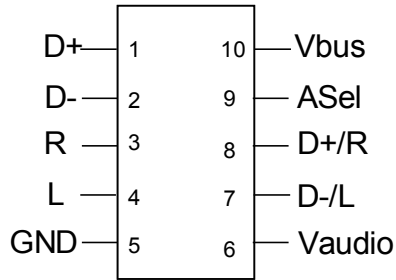 D+ 1 10 Vbus
D- 2 9 ASel
R 3 8 D+/R
L 4 7 D-/L
GND 5 6 Vaudio